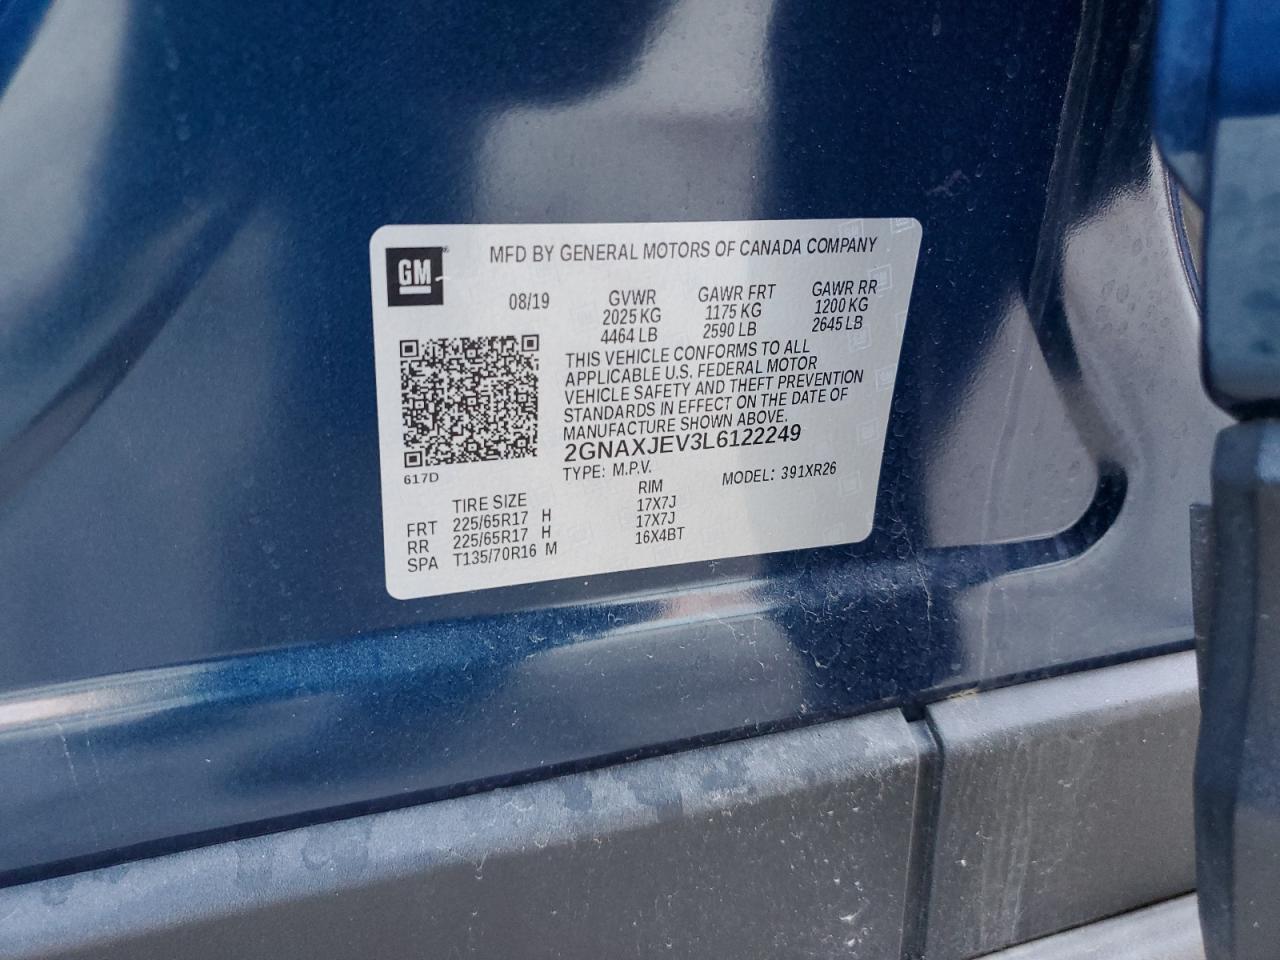 GM
MFD BY GENERAL MOTORS OF CANADA COMPANY
08/19 GVWR GAWR FRT GAWR RR
2025 KG 1175 KG 1200 KG
4464 LB 2590 LB 2645 LB
THIS VEHICLE CONFORMS TO ALL
APPLICABLE U.S. FEDERAL MOTOR
VEHICLE SAFETY AND THEFT PREVENTION
STANDARDS IN EFFECT ON THE DATE OF
MANUFACTURE SHOWN ABOVE.
2GNAXJEV3L6122249
617D
TYPE: M.P.V. MODEL: 391XR26
TIRE SIZE RIM
FRT 225/65R17 H 17X7J
RR 225/65R17 H 17X7J
SPA T135/70R16 M 16X4BT